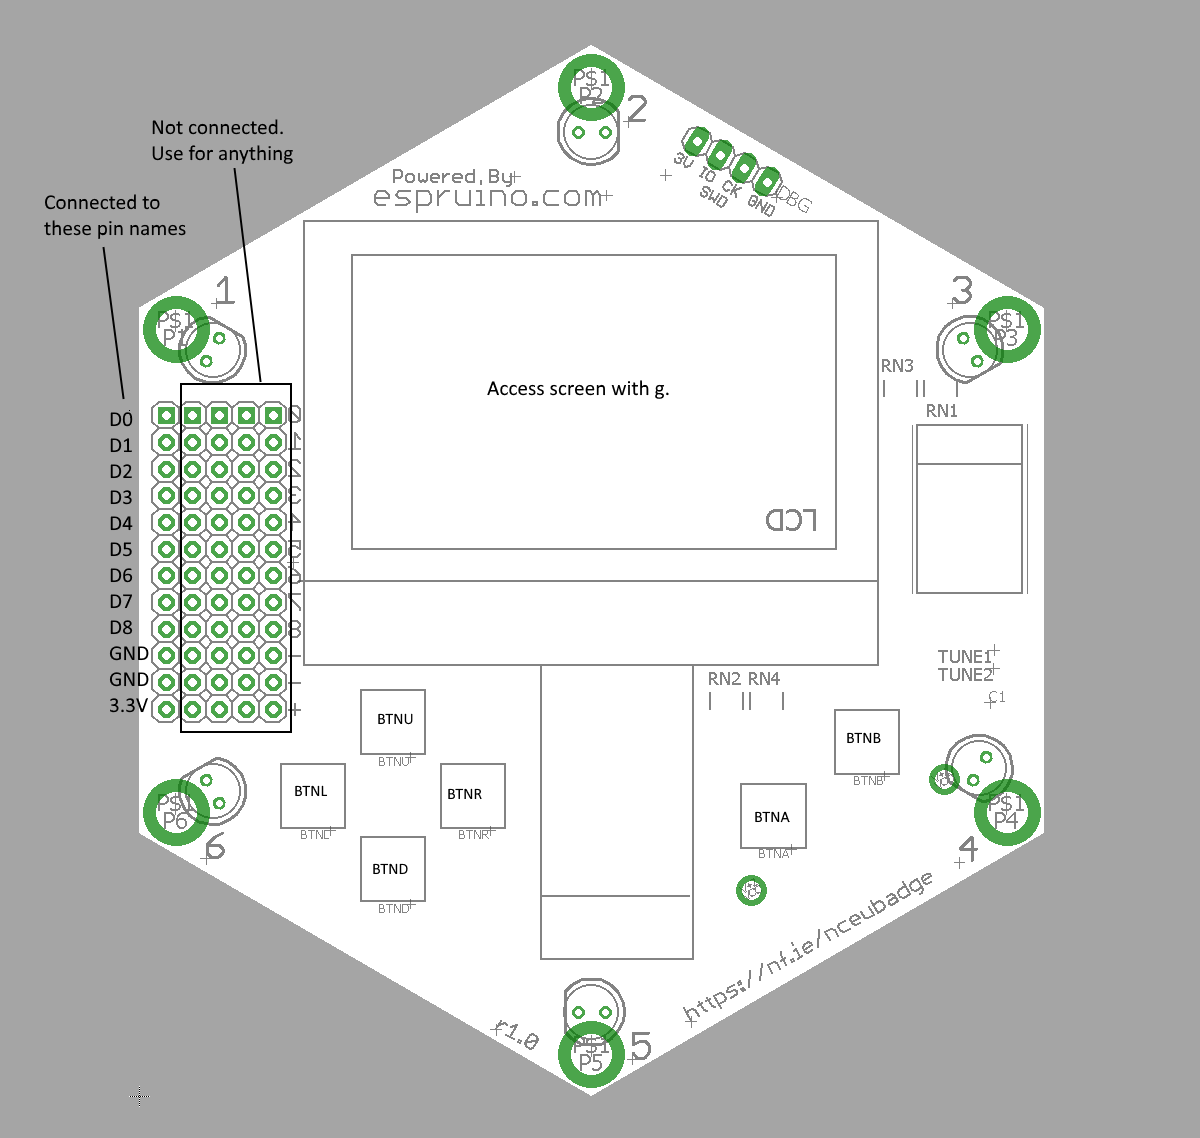 P$1
P2
2
Not connected.
Use for anything
3V IO CK GND
SWD
DBG
Powered By
espruino.com
Connected to
these pin names
1
3
P$1
P1
P$1
P3
RN3
Access screen with g.
RN1
D0
0
D1
1
D2
2
D3
3
D4
4
D5
5
D6
6
D7
7
D8
8
GND
-
GND
-
3.3V
+
LCD
TUNE1
TUNE2
RN2 RN4
C1
BTNU
BTNU
BTNB
BTNB
BTNL
BTNL
BTNR
BTNR
P$1
P6
P$1
P4
BTNA
BTNA
6
4
BTND
BTND
https://nf.ie/nceubadge
r1.0
P$1
P5
5